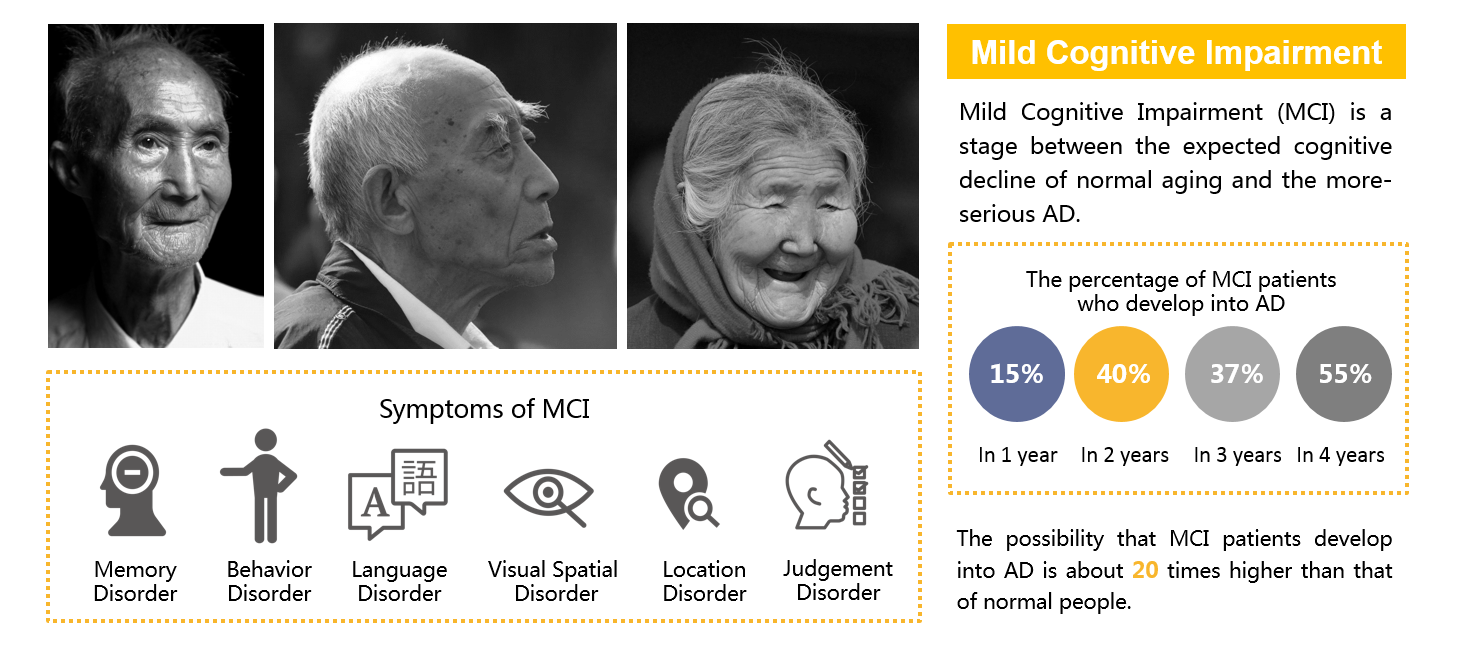 Mild Cognitive Impairment
Mild Cognitive Impairment (MCI) is a
stage between the expected cognitive
decline of normal aging and the more-
serious AD.
The percentage of MCI patients
who develop into AD
15%
40%
37%
55%
In 1 year
In 2 years
In 3 years
In 4 years
The possibility that MCI patients develop
into AD is about 20 times higher than that
of normal people.
Symptoms of MCI
A
語
Memory
Disorder
Behavior
Disorder
Language
Disorder
Visual Spatial
Disorder
Location
Disorder
Judgement
Disorder